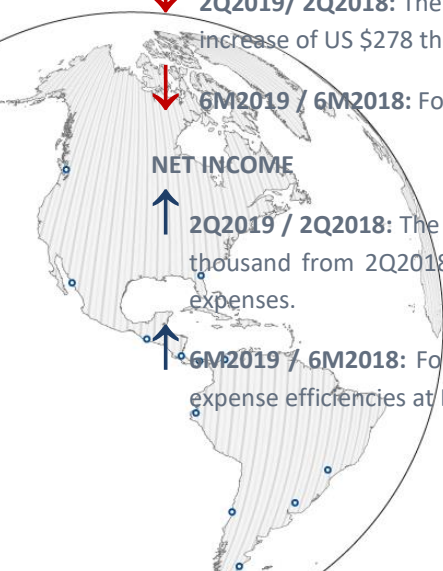 2Q2019/ 2Q2018: The
increase of US $278 th
6M2019 / 6M2018: Fo
NET INCOME
2Q2019 / 2Q2018: The
thousand from 2Q2018
expenses.
6M2019 / 6M2018: Fo
expense efficiencies at